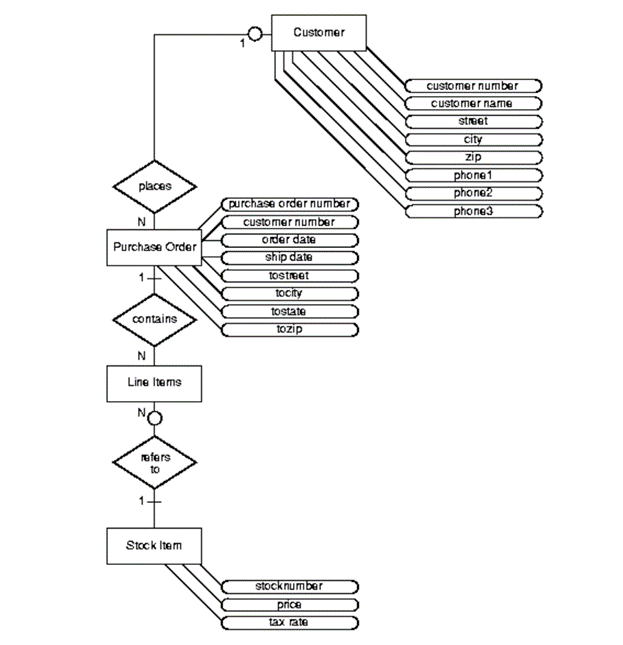 Customer
1
customer number
customer name
street
city
zip
phone1
phone2
phone3
places
N
purchase order number
customer number
order date
ship date
tostreet
tocity
tostate
tozip
Purchase Order
1
contains
N
Line Items
N
refers
to
1
Stock Item
stocknumber
price
tax rate